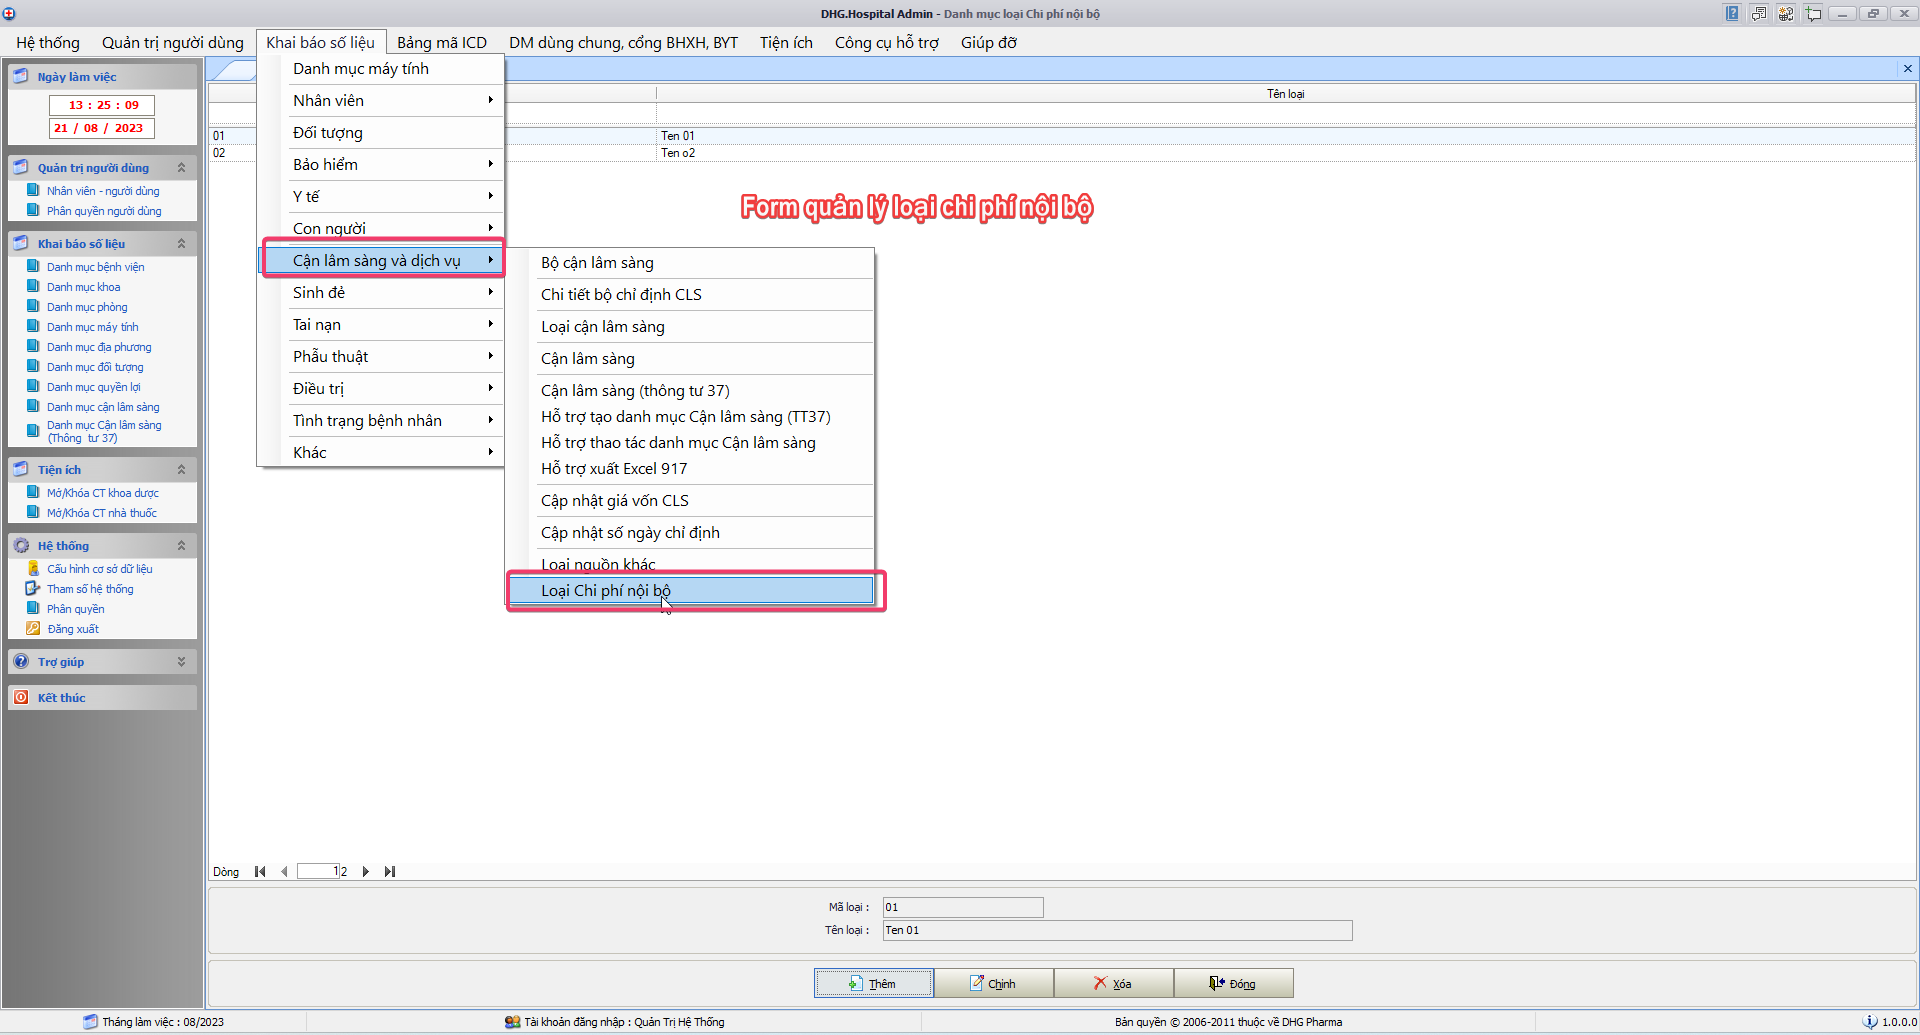 DHG.Hospital Admin - Danh mục loại Chi phí nội bộ
Hệ thống Quản trị người dùng Khai báo số liệu Bảng mã ICD DM dùng chung, cổng BHXH, BYT Tiện ích Công cụ hỗ trợ Giúp đỡ
Ngày làm việc
13 : 25 : 09
21 / 08 / 2023
Quản trị người dùng
Nhân viên - người dùng
Phân quyền người dùng
Khai báo số liệu
Danh mục bệnh viện
Danh mục khoa
Danh mục phòng
Danh mục máy tính
Danh mục địa phương
Danh mục đối tượng
Danh mục quyền lợi
Danh mục cận lâm sàng
Danh mục Cận lâm sàng
(Thông tư 37)
Tiện ích
Mở/Khóa CT khoa dược
Mở/Khóa CT nhà thuốc
Hệ thống
Cấu hình cơ sở dữ liệu
Tham số hệ thống
Phân quyền
Đăng xuất
Trợ giúp
Kết thúc
Danh mục máy tính
Nhân viên
Đối tượng
Bảo hiểm
Y tế
Con người
Cận lâm sàng và dịch vụ
Sinh đẻ
Tai nạn
Phẫu thuật
Điều trị
Tình trạng bệnh nhân
Khác
Bộ cận lâm sàng
Chi tiết bộ chỉ định CLS
Loại cận lâm sàng
Cận lâm sàng
Cận lâm sàng (thông tư 37)
Hỗ trợ tạo danh mục Cận lâm sàng (TT37)
Hỗ trợ thao tác danh mục Cận lâm sàng
Hỗ trợ xuất Excel 917
Cập nhật giá vốn CLS
Cập nhật số ngày chỉ định
Loại nguồn khác
Loại Chi phí nội bộ
Tên loại
01 Ten 01
02 Ten o2
Form quản lý loại chi phí nội bộ
Dòng 1 2
Mã loại : 01
Tên loại : Ten 01
Thêm Chỉnh Xóa Đóng
Tháng làm việc : 08/2023 Tài khoản đăng nhập : Quản Trị Hệ Thống Bản quyền © 2006-2011 thuộc về DHG Pharma 1.0.0.0